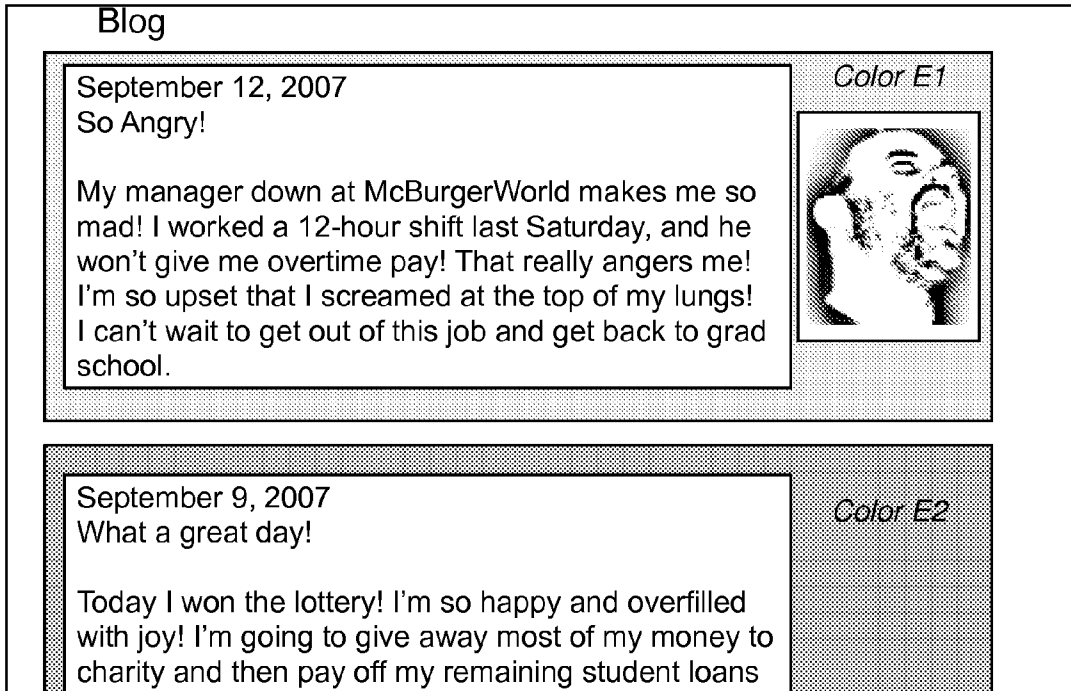 Blog
September 12, 2007
Color E1
So Angry!
My manager down at McBurgerWorld makes me so
mad! I worked a 12-hour shift last Saturday, and he
won't give me overtime pay! That really angers me!
I'm so upset that I screamed at the top of my lungs!
I can't wait to get out of this job and get back to grad
school.
September 9, 2007
Color E2
What a great day!
Today I won the lottery! I'm so happy and overfilled
with joy! I'm going to give away most of my money to
charity and then pay off my remaining student loans